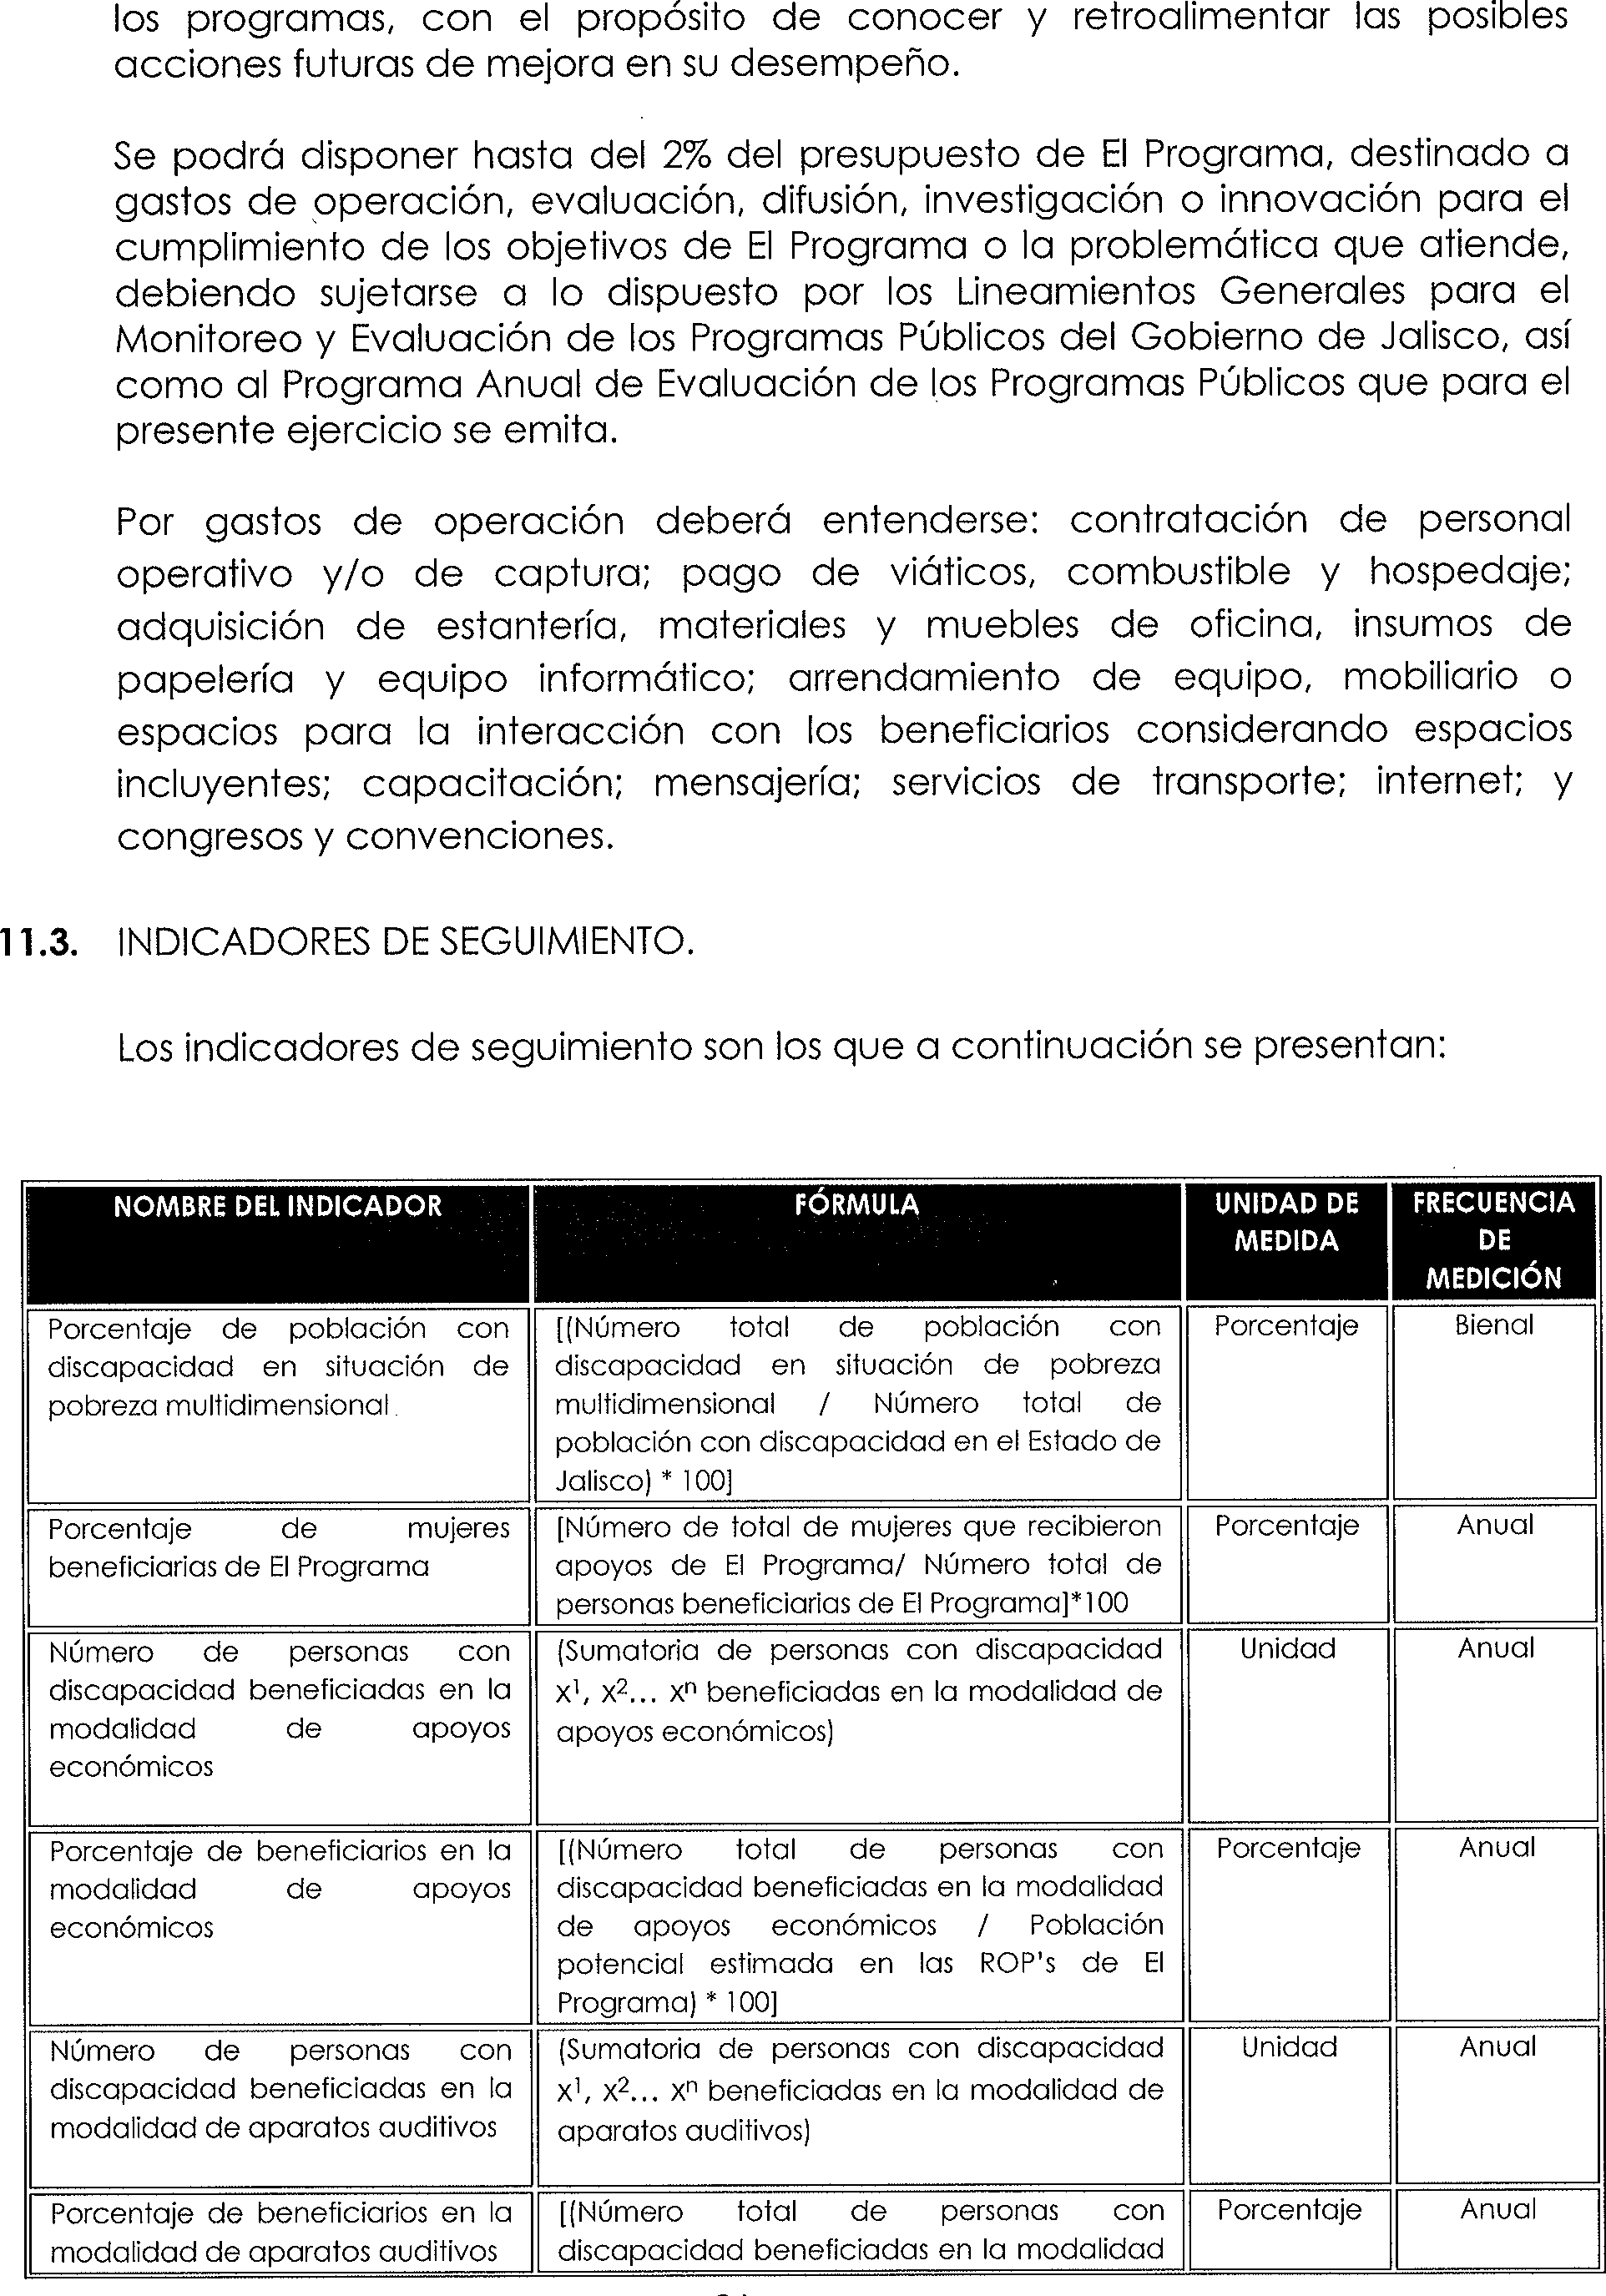 los programas, con el propósito de conocer y retroalimentar las posibles
acciones futuras de mejora en su desempeño.
Se podrá disponer hasta del 2% del presupuesto de El Programa, destinado a
gastos de operación, evaluación, difusión, investigación o innovación para el
cumplimiento de los objetivos de El Programa o la problemática que atiende,
debiendo sujetarse a lo dispuesto por los Lineamientos Generales para el
Monitoreo y Evaluación de los Programas Públicos del Gobierno de Jalisco, así
como al Programa Anual de Evaluación de los Programas Públicos que para el
presente ejercicio se emita.
Por gastos de operación deberá entenderse: contratación de personal
operativo y/o de captura; pago de viáticos, combustible y hospedaje;
adquisición de estantería, materiales y muebles de oficina, insumos de
papelería y equipo informático; arrendamiento de equipo, mobiliario o
espacios para la interacción con los beneficiarios considerando espacios
incluyentes; capacitación; mensajería; servicios de transporte; internet; y
congresos y convenciones.
11.3. INDICADORES DE SEGUIMIENTO.
Los indicadores de seguimiento son los que a continuación se presentan:
NOMBRE DEL INDICADOR
FÓRMULA
UNIDAD DE
MEDIDA
FRECUENCIA
DE
MEDICIÓN
Porcentaje de población con
discapacidad en situación de
pobreza multidimensional
[(Número total de población con
discapacidad en situación de pobreza
multidimensional / Número total de
población con discapacidad en el Estado de
Jalisco) * 100]
Porcentaje
Bienal
Porcentaje de mujeres
beneficiarias de El Programa
[Número de total de mujeres que recibieron
apoyos de El Programa/ Número total de
personas beneficiarias de El Programa]*100
Porcentaje
Anual
Número de personas con
discapacidad beneficiadas en la
modalidad de apoyos
económicos
(Sumatoria de personas con discapacidad
x¹, x²... xⁿ beneficiadas en la modalidad de
apoyos económicos)
Unidad
Anual
Porcentaje de beneficiarios en la
modalidad de apoyos
económicos
[(Número total de personas con
discapacidad beneficiadas en la modalidad
de apoyos económicos / Población
potencial estimada en las ROP's de El
Programa) * 100]
Porcentaje
Anual
Número de personas con
discapacidad beneficiadas en la
modalidad de aparatos auditivos
(Sumatoria de personas con discapacidad
x¹, x²... xⁿ beneficiadas en la modalidad de
aparatos auditivos)
Unidad
Anual
Porcentaje de beneficiarios en la
modalidad de aparatos auditivos
[(Número total de personas con
discapacidad beneficiadas en la modalidad
Porcentaje
Anual